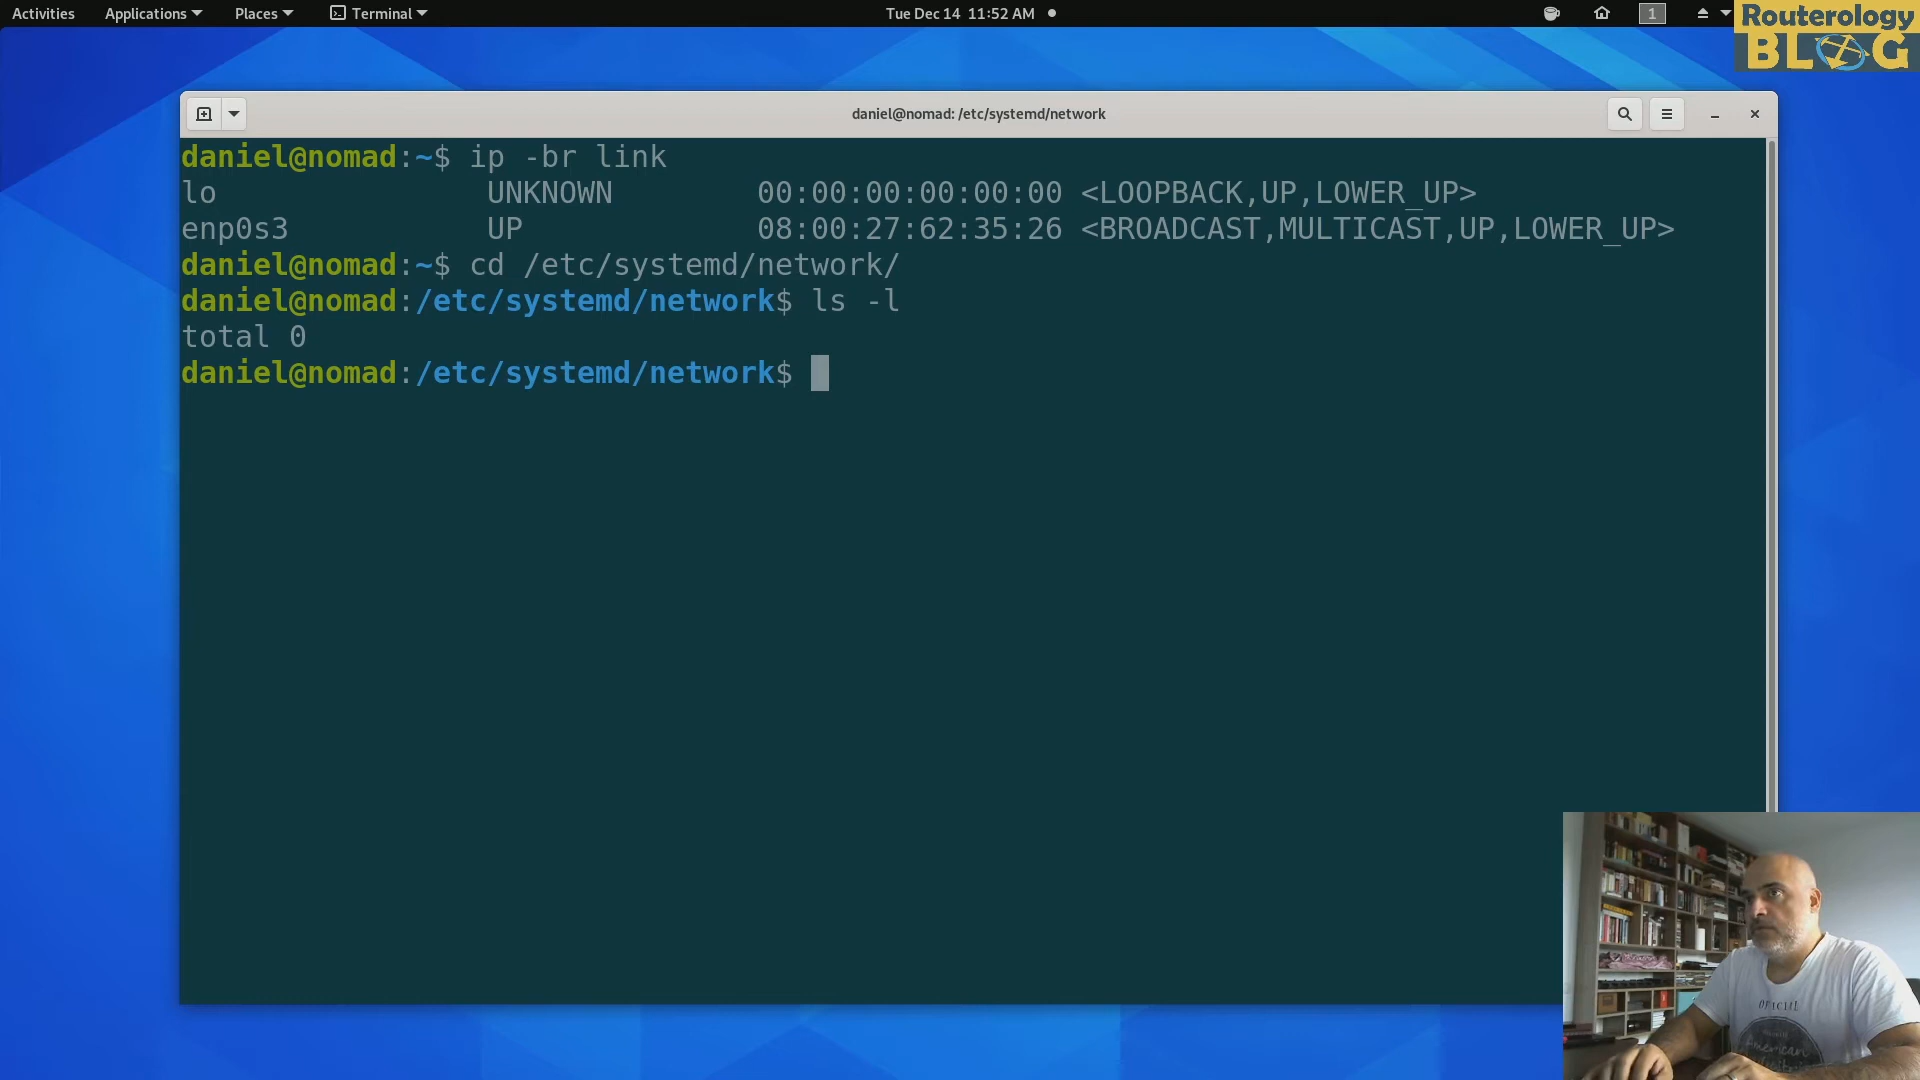 Activities Applications Places Terminal Tue Dec 14 11:52 AM 1
Routerology
BLOG
daniel@nomad: /etc/systemd/network
daniel@nomad:~$ ip -br link
lo UNKNOWN 00:00:00:00:00:00 <LOOPBACK,UP,LOWER_UP>
enp0s3 UP 08:00:27:62:35:26 <BROADCAST,MULTICAST,UP,LOWER_UP>
daniel@nomad:~$ cd /etc/systemd/network/
daniel@nomad:/etc/systemd/network$ ls -l
total 0
daniel@nomad:/etc/systemd/network$
American